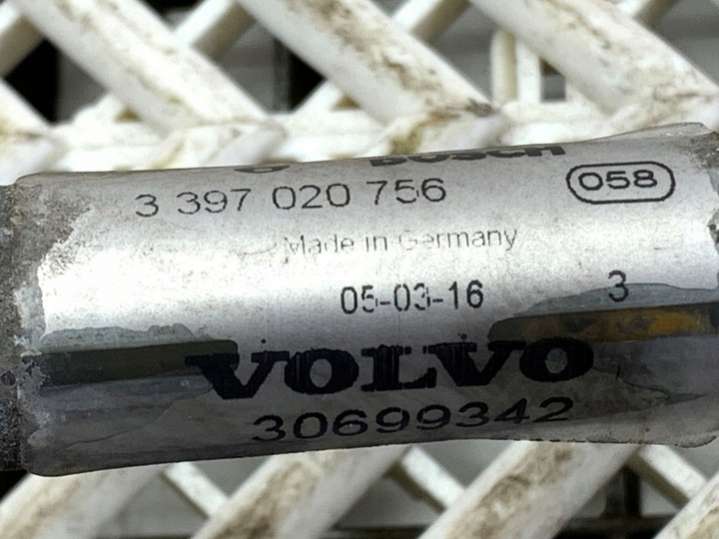 BOSCH
3 397 020 756 058
Made in Germany
05-03-16 3
VOLVO
30699342